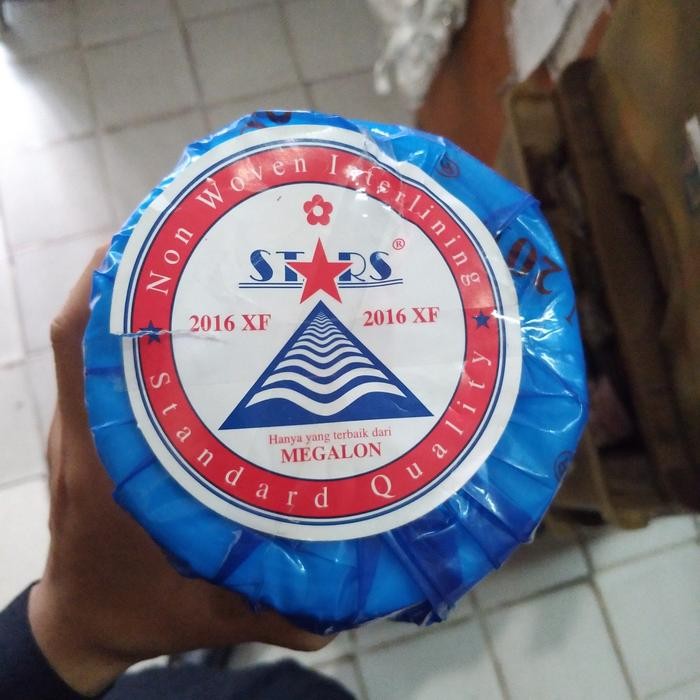 Non Woven Interlining
STARS®
2016 XF 2016 XF
Hanya yang terbaik dari
MEGALON
Standard Quality